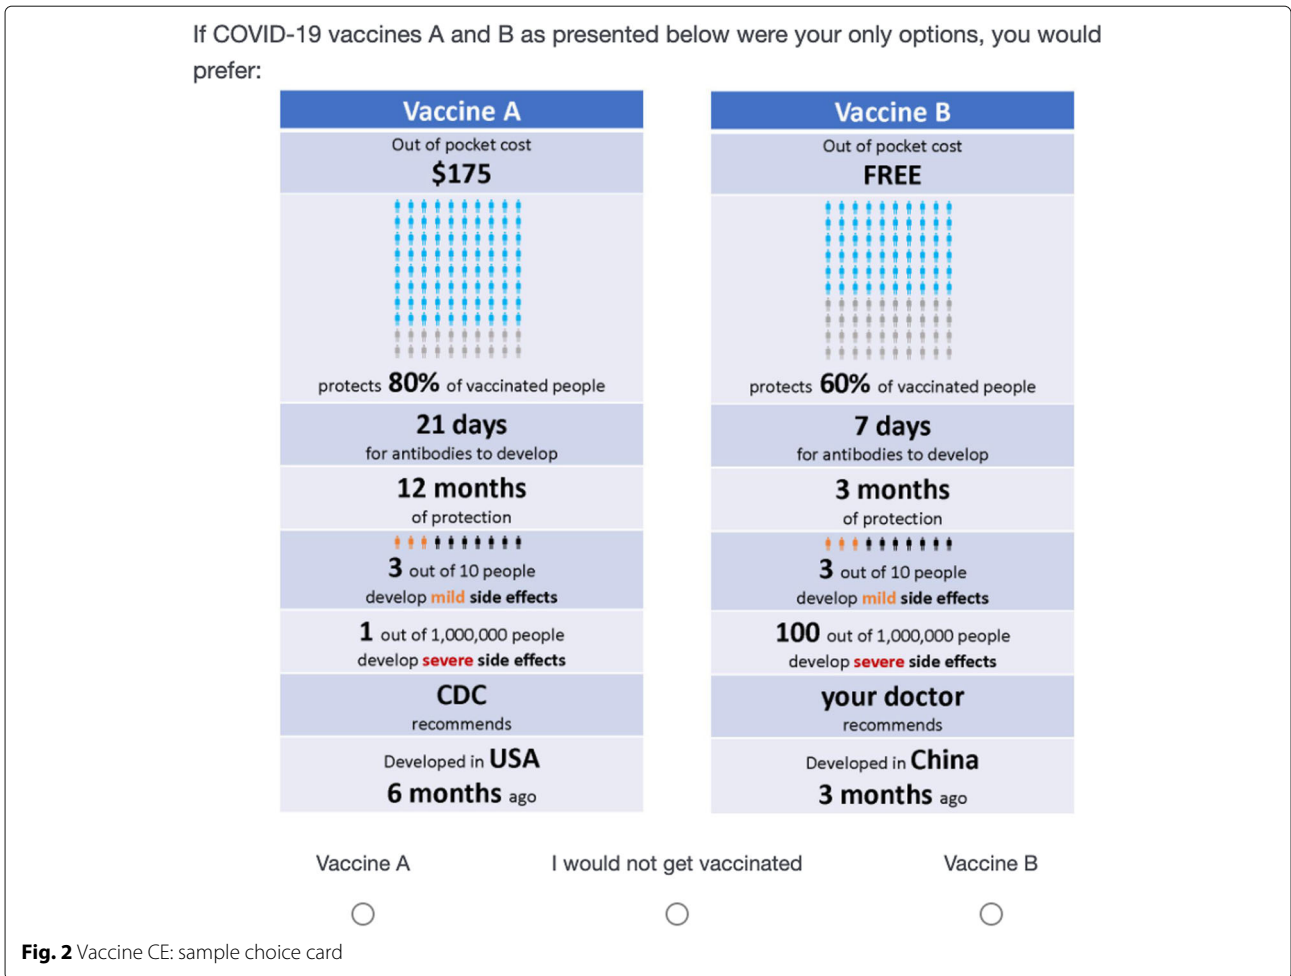 If COVID-19 vaccines A and B as presented below were your only options, you would
prefer:
Vaccine A
Out of pocket cost
$175
protects 80% of vaccinated people
21 days
for antibodies to develop
12 months
of protection
3 out of 10 people
develop mild side effects
1 out of 1,000,000 people
develop severe side effects
CDC
recommends
Developed in USA
6 months ago
Vaccine B
Out of pocket cost
FREE
protects 60% of vaccinated people
7 days
for antibodies to develop
3 months
of protection
3 out of 10 people
develop mild side effects
100 out of 1,000,000 people
develop severe side effects
your doctor
recommends
Developed in China
3 months ago
Vaccine A
I would not get vaccinated
Vaccine B
Fig. 2 Vaccine CE: sample choice card